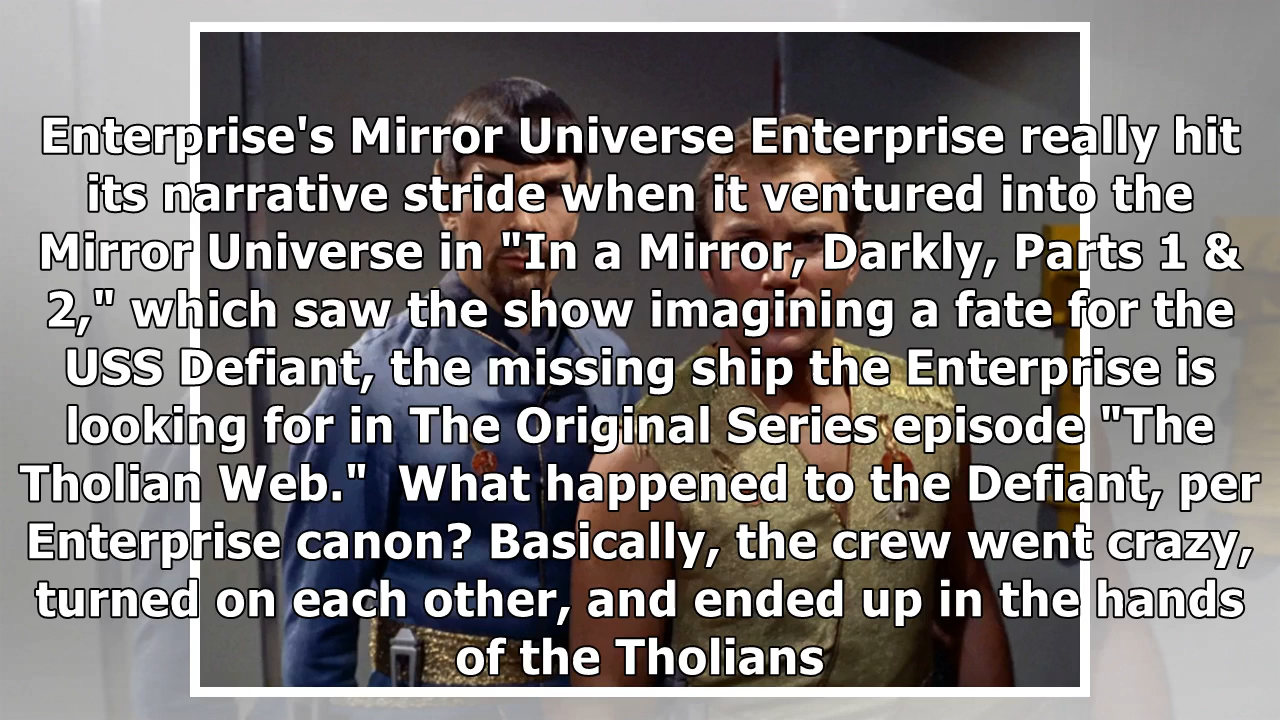 Enterprise's Mirror Universe Enterprise really hit
its narrative stride when it ventured into the
Mirror Universe in "In a Mirror, Darkly, Parts 1 &
2," which saw the show imagining a fate for the
USS Defiant, the missing ship the Enterprise is
looking for in The Original Series episode "The
Tholian Web."  What happened to the Defiant, per
Enterprise canon? Basically, the crew went crazy,
turned on each other, and ended up in the hands
of the Tholians